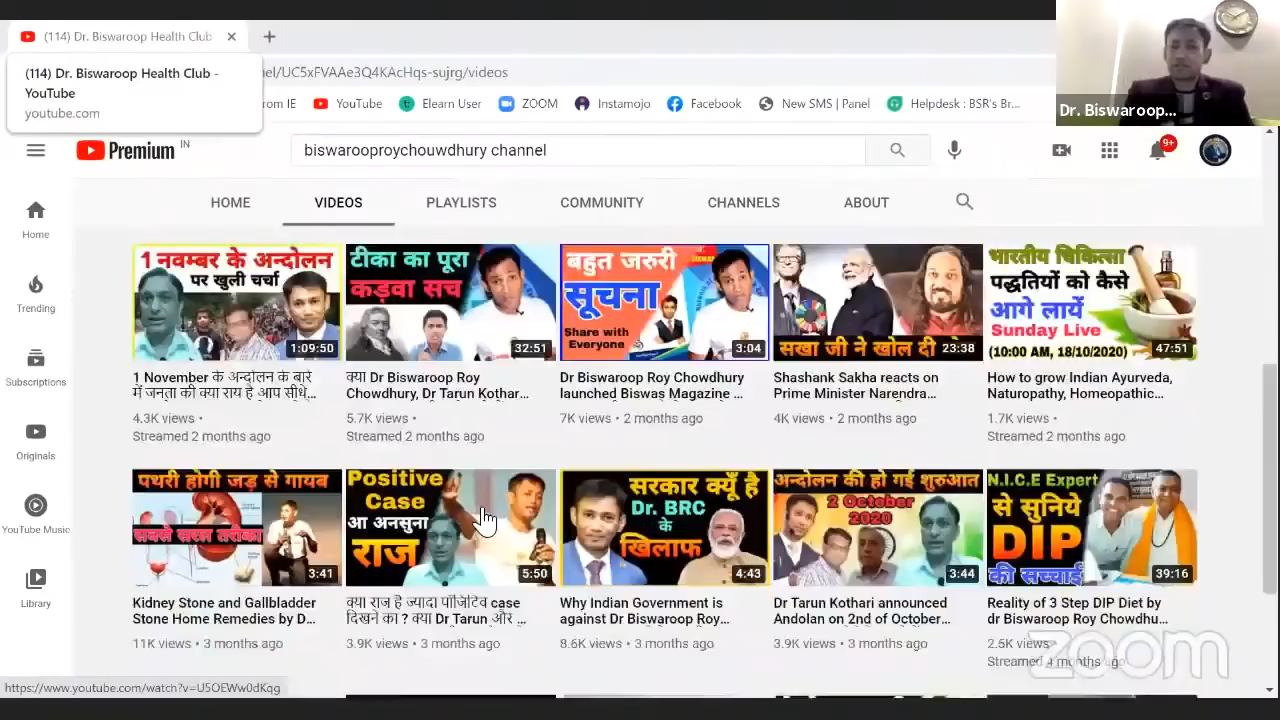 (114) Dr. Biswaroop Health Club
(114) Dr. Biswaroop Health Club -
YouTube
youtube.com
nel/UC5xFVAAe3Q4KAcHqs-sujrg/videos
om IE YouTube Elearn User ZOOM Instamojo Facebook New SMS | Panel Helpdesk : BSR's Br...
Dr. Biswaroop...
Premium IN
biswarooproychouwdhury channel
9+
HOME VIDEOS PLAYLISTS COMMUNITY CHANNELS ABOUT
Home
Trending
Subscriptions
Originals
YouTube Music
Library
1 नवम्बर के अन्दोलन
पर खुली चर्चा
1:09:50
1 November के अन्दोलन के बारे
में जनता की क्या राय है आप सीधे...
4.3K views •
Streamed 2 months ago
टीका का पूरा
कड़वा सच
32:51
क्या Dr Biswaroop Roy
Chowdhury, Dr Tarun Kothar...
5.7K views •
Streamed 2 months ago
बहुत जरुरी
सूचना
Share with
Everyone
3:04
Dr Biswaroop Roy Chowdhury
launched Biswas Magazine ...
7K views • 2 months ago
सखा जी ने खोल दी
23:38
Shashank Sakha reacts on
Prime Minister Narendra...
4K views • 2 months ago
भारतीय चिकित्सा
पद्धतियों को कैसे
आगे लायें
Sunday Live
(10:00 AM, 18/10/2020)
47:51
How to grow Indian Ayurveda,
Naturopathy, Homeopathic...
1.7K views •
Streamed 2 months ago
पथरी होगी जड़ से गायब
सबसे सरल तरीका
3:41
Kidney Stone and Gallbladder
Stone Home Remedies by D...
11K views • 3 months ago
Positive
Case
आ अनसुना
राज
5:50
क्या राज है ज्यादा पॉजिटिव case
दिखने का ? क्या Dr Tarun और ...
3.9K views • 3 months ago
सरकार क्यूँ है
Dr. BRC
के
खिलाफ
4:43
Why Indian Government is
against Dr Biswaroop Roy...
8.6K views • 3 months ago
अान्दोलन की हो गई शुरुआत
2 October
2020
3:44
Dr Tarun Kothari announced
Andolan on 2nd of October...
3.9K views • 3 months ago
N.I.C.E Expert
से सुनिये
DIP
की सच्चाई
39:16
Reality of 3 Step DIP Diet by
dr Biswaroop Roy Chowdhu...
2.5K views •
Streamed 4 months ago
zoom
https://www.youtube.com/watch?v=U5OEWw0dKqg